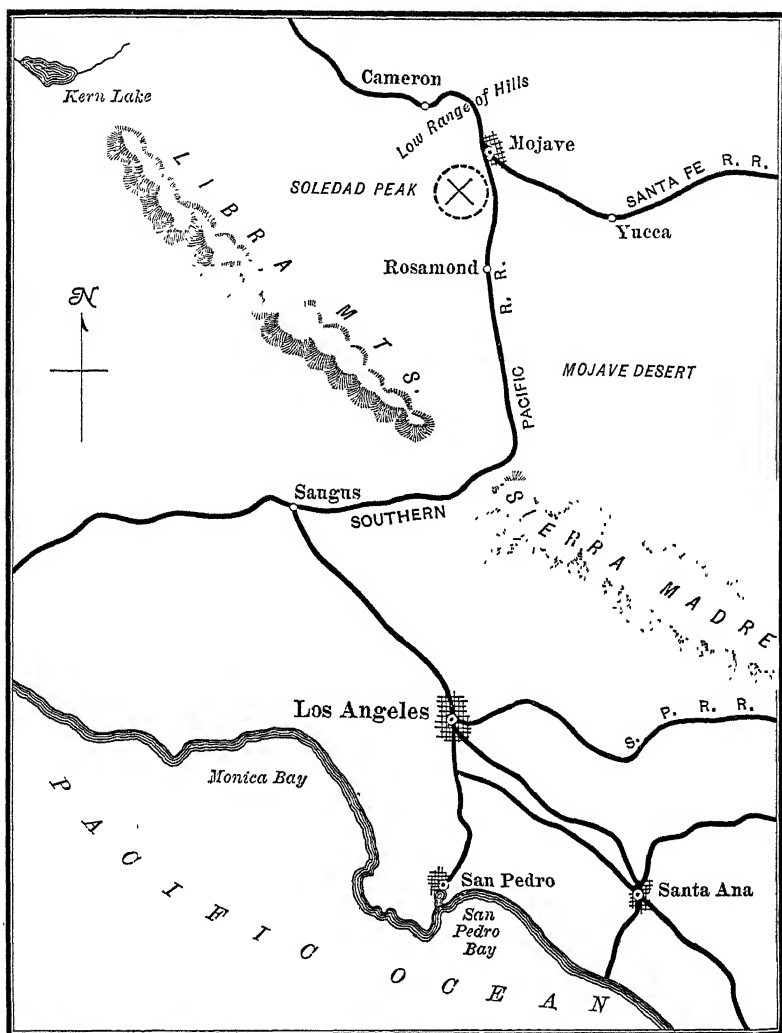 Kern Lake
Cameron
Low Range of Hills
Mojave
LIBRA MTS.
SOLEDAD PEAK
SANTA FE R. R.
Yucca
Rosamond
N
MOJAVE DESERT
SOUTHERN PACIFIC R. R.
Saugus
SIERRA MADRE
Los Angeles
S. P. R. R.
Monica Bay
PACIFIC OCEAN
San Pedro
Santa Ana
San
Pedro
Bay